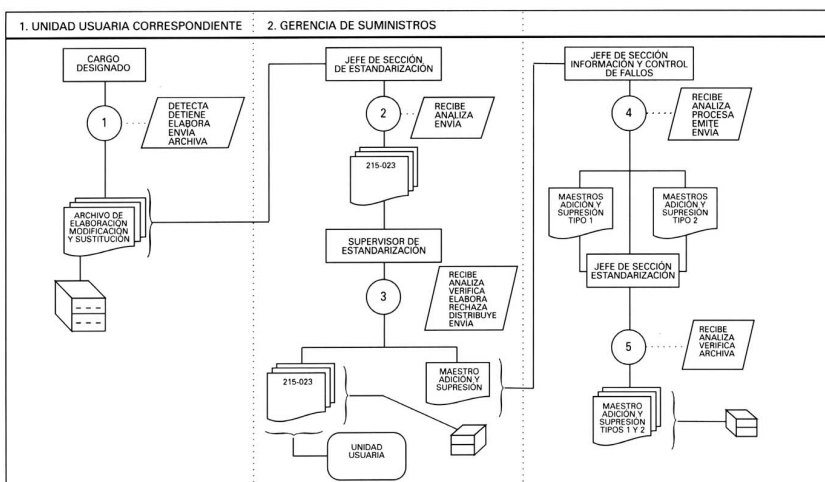 1. UNIDAD USUARIA CORRESPONDIENTE
2. GERENCIA DE SUMINISTROS
CARGO
DESIGNADO
1
DETECTA
DETIENE
ELABORA
ENVIA
ARCHIVA
ARCHIVO DE
ELABORACIÓN
MODIFICACIÓN
Y SUSTITUCIÓN
JEFE DE SECCIÓN
DE ESTANDARIZACIÓN
2
RECIBE
ANALIZA
ENVÍA
215-023
SUPERVISOR DE
ESTANDARIZACIÓN
3
RECIBE
ANALIZA
VERIFICA
ELABORA
RECHAZA
DISTRIBUYE
ENVÍA
215-023
MAESTRO
ADICIÓN Y
SUPRESIÓN
UNIDAD
USUARIA
JEFE DE SECCIÓN
INFORMACIÓN Y CONTROL
DE FALLOS
4
RECIBE
ANALIZA
PROCESA
EMITE
ENVÍA
MAESTROS
ADICIÓN Y
SUPRESIÓN
TIPO 1
MAESTROS
ADICIÓN Y
SUPRESIÓN
TIPO 2
JEFE DE SECCIÓN
ESTANDARIZACIÓN
5
RECIBE
ANALIZA
VERIFICA
ARCHIVA
MAESTRO
ADICIÓN Y
SUPRESIÓN
TIPOS 1 Y 2